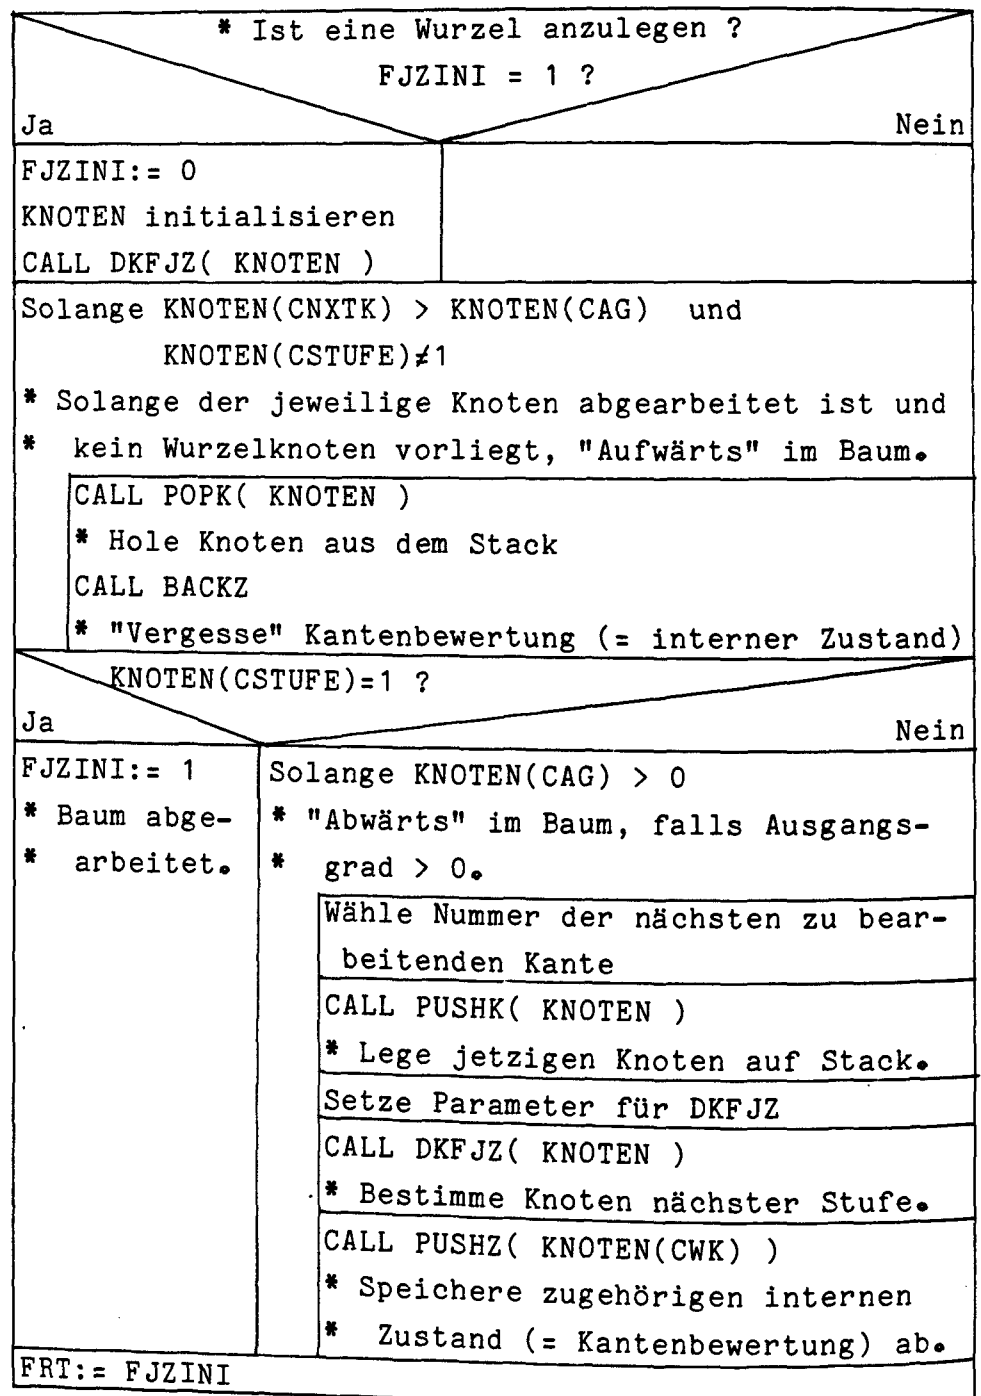 * Ist eine Wurzel anzulegen ?
FJZINI = 1 ?
Ja
Nein
FJZINI:= 0
KNOTEN initialisieren
CALL DKFJZ( KNOTEN )
Solange KNOTEN(CNXTK) > KNOTEN(CAG) und
KNOTEN(CSTUFE)≠1
* Solange der jeweilige Knoten abgearbeitet ist und
* kein Wurzelknoten vorliegt, "Aufwärts" im Baum.
CALL POPK( KNOTEN )
* Hole Knoten aus dem Stack
CALL BACKZ
* "Vergesse" Kantenbewertung (= interner Zustand)
KNOTEN(CSTUFE)=1 ?
Ja
Nein
FJZINI:= 1
* Baum abge-
* arbeitet.
Solange KNOTEN(CAG) > 0
* "Abwärts" im Baum, falls Ausgangs-
* grad > 0.
Wähle Nummer der nächsten zu bear-
beitenden Kante
CALL PUSHK( KNOTEN )
* Lege jetzigen Knoten auf Stack.
Setze Parameter für DKFJZ
CALL DKFJZ( KNOTEN )
* Bestimme Knoten nächster Stufe.
CALL PUSHZ( KNOTEN(CWK) )
* Speichere zugehörigen internen
* Zustand (= Kantenbewertung) ab.
FRT:= FJZINI